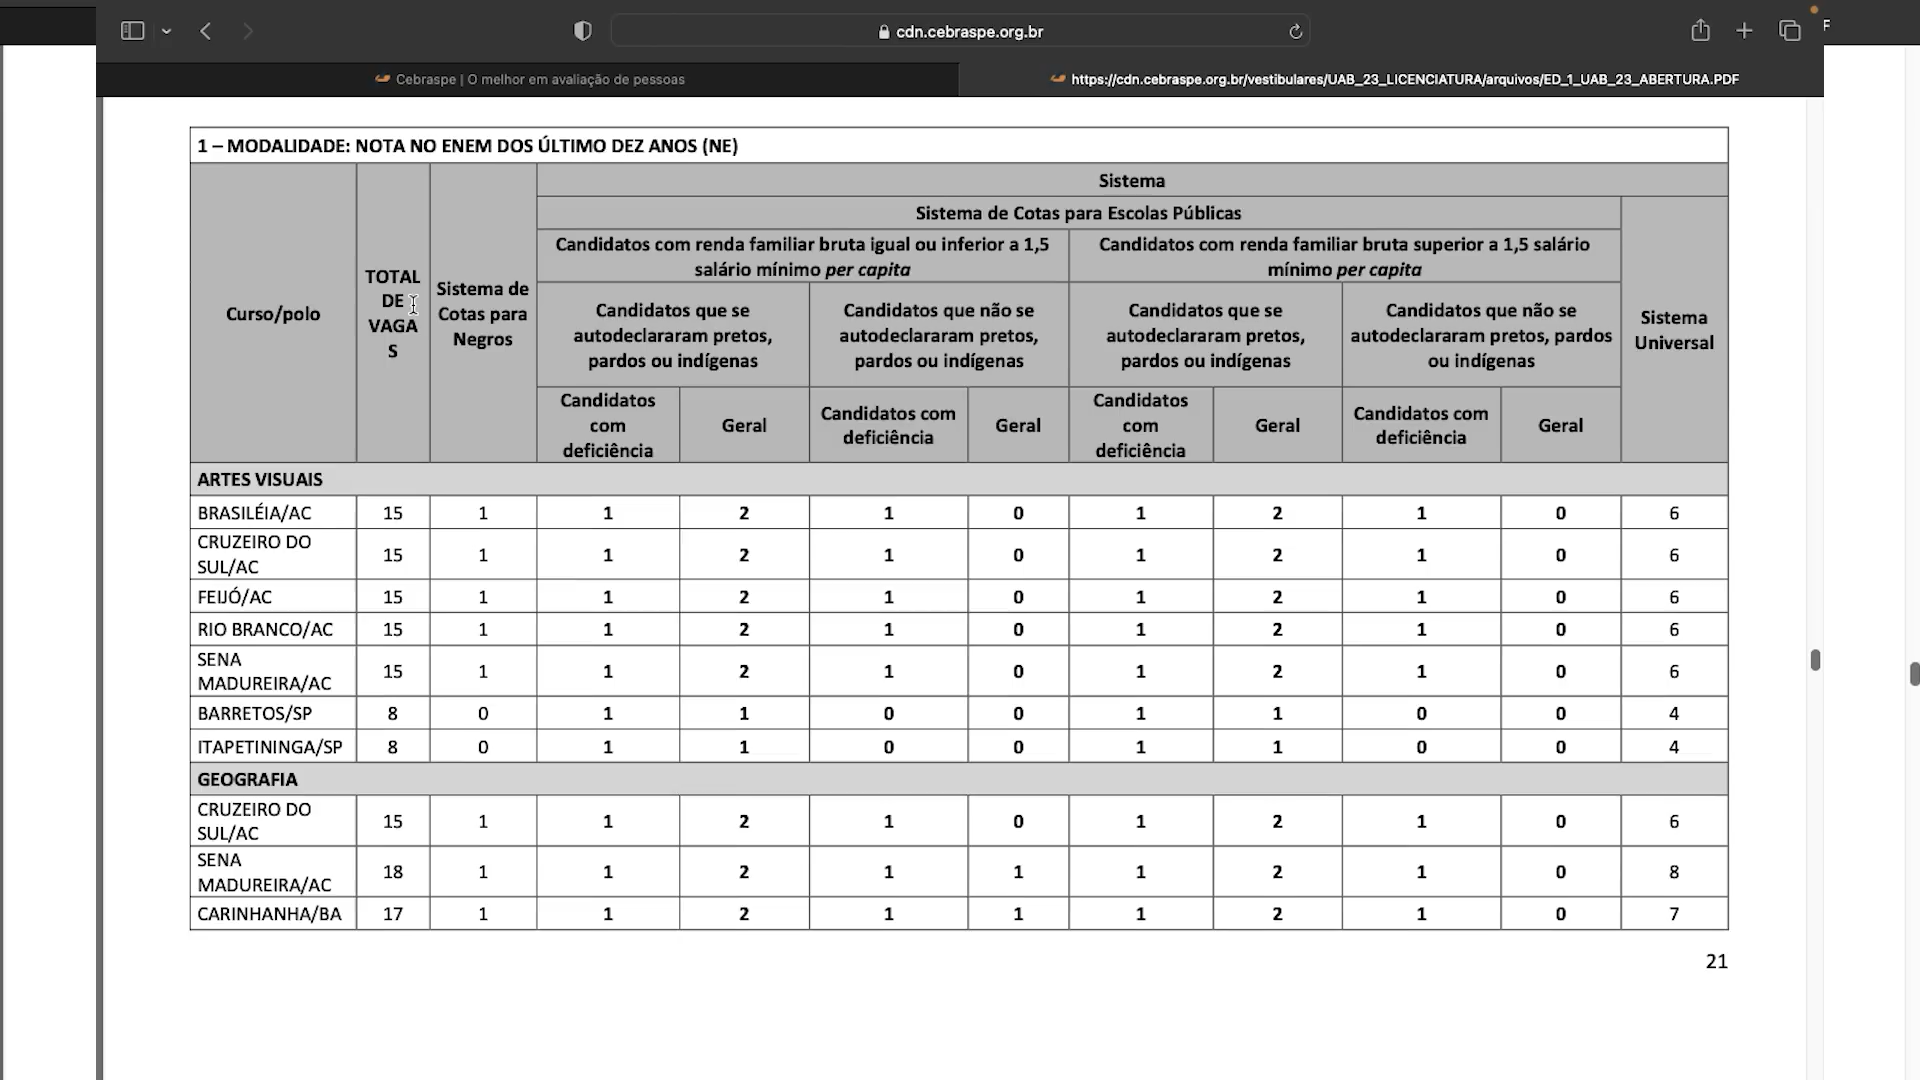 cdn.cebraspe.org.br
F
Cebraspe | O melhor em avaliação de pessoas
https://cdn.cebraspe.org.br/vestibulares/UAB_23_LICENCIATURA/arquivos/ED_1_UAB_23_ABERTURA.PDF
1 – MODALIDADE: NOTA NO ENEM DOS ÚLTIMO DEZ ANOS (NE)
Curso/polo
TOTAL
DE
VAGA
S
Sistema de
Cotas para
Negros
Sistema
Sistema de Cotas para Escolas Públicas
Candidatos com renda familiar bruta igual ou inferior a 1,5
salário mínimo per capita
Candidatos com renda familiar bruta superior a 1,5 salário
mínimo per capita
Candidatos que se
autodeclararam pretos,
pardos ou indígenas
Candidatos que não se
autodeclararam pretos,
pardos ou indígenas
Candidatos que se
autodeclararam pretos,
pardos ou indígenas
Candidatos que não se
autodeclararam pretos, pardos
ou indígenas
Sistema
Universal
Candidatos
com
deficiência
Geral
Candidatos com
deficiência
Geral
Candidatos
com
deficiência
Geral
Candidatos com
deficiência
Geral
ARTES VISUAIS
BRASILÉIA/AC 15 1 1 2 1 0 1 2 1 0 6
CRUZEIRO DO
SUL/AC 15 1 1 2 1 0 1 2 1 0 6
FEIJÓ/AC 15 1 1 2 1 0 1 2 1 0 6
RIO BRANCO/AC 15 1 1 2 1 0 1 2 1 0 6
SENA
MADUREIRA/AC 15 1 1 2 1 0 1 2 1 0 6
BARRETOS/SP 8 0 1 1 0 0 1 1 0 0 4
ITAPETININGA/SP 8 0 1 1 0 0 1 1 0 0 4
GEOGRAFIA
CRUZEIRO DO
SUL/AC 15 1 1 2 1 0 1 2 1 0 6
SENA
MADUREIRA/AC 18 1 1 2 1 1 1 2 1 0 8
CARINHANHA/BA 17 1 1 2 1 1 1 2 1 0 7
21